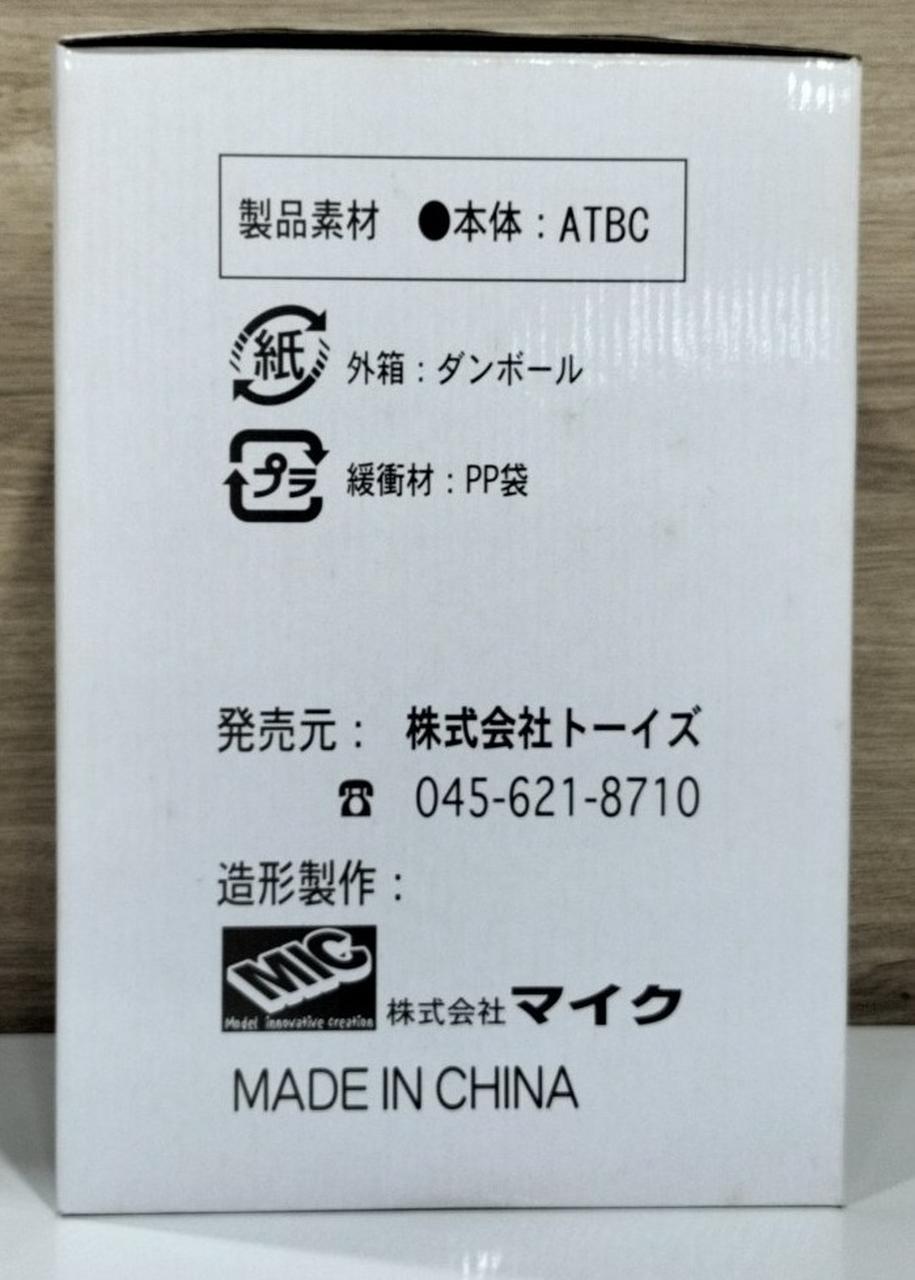 製品素材 ●本体：ATBC
紙 外箱：ダンボール
プラ 緩衝材：PP袋
発売元： 株式会社トーイズ
☎ 045-621-8710
造形製作：
MIC
Model innovative creation
株式会社マイク
MADE IN CHINA